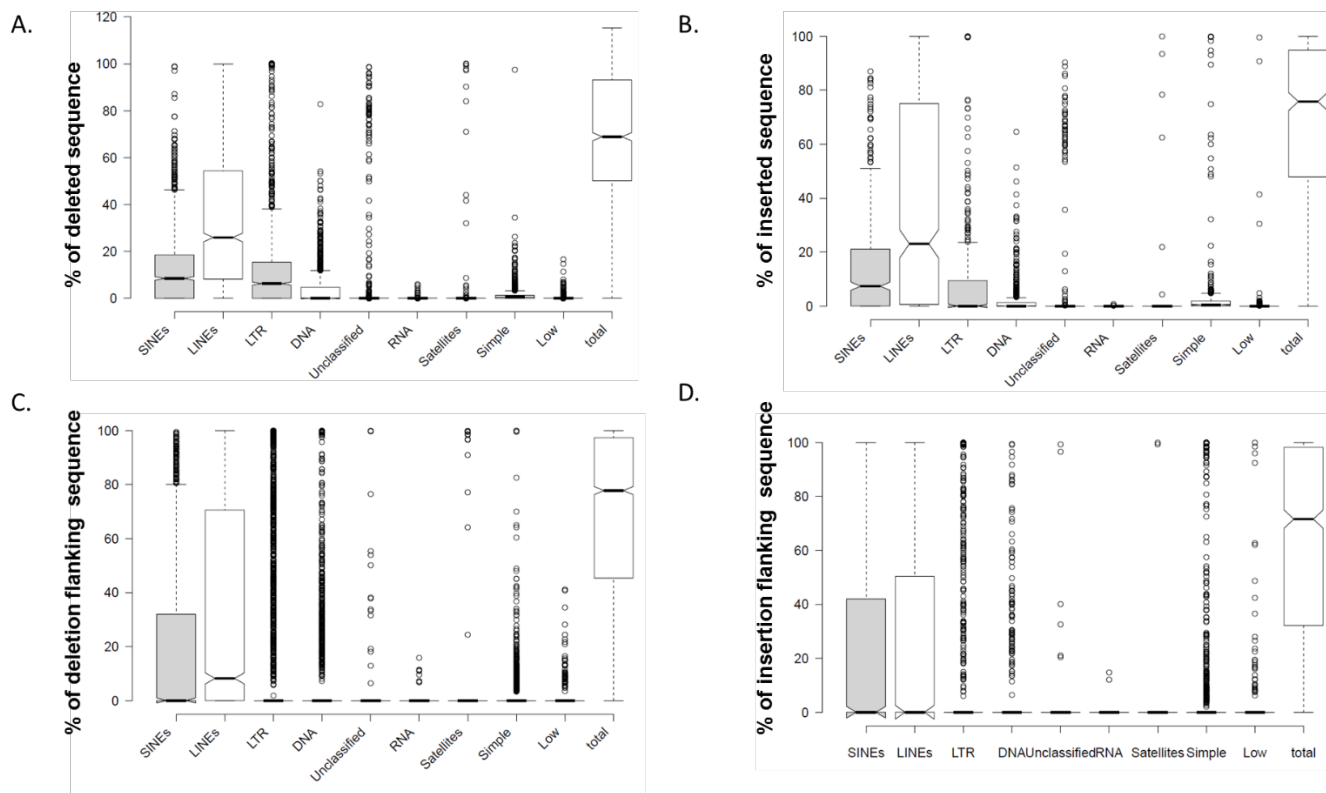 A.
% of deleted sequence
120
100
80
60
40
20
0
SINEs LINEs LTR DNA Unclassified RNA Satellites Simple Low total
B.
% of inserted sequence
100
80
60
40
20
0
SINEs LINEs LTR DNA Unclassified RNA Satellites Simple Low total
C.
% of deletion flanking sequence
100
80
60
40
20
0
SINEs LINEs LTR DNA Unclassified RNA Satellites Simple Low total
D.
% of insertion flanking sequence
100
80
60
40
20
0
SINEs LINEs LTR DNAUnclassifiedRNA Satellites Simple Low total